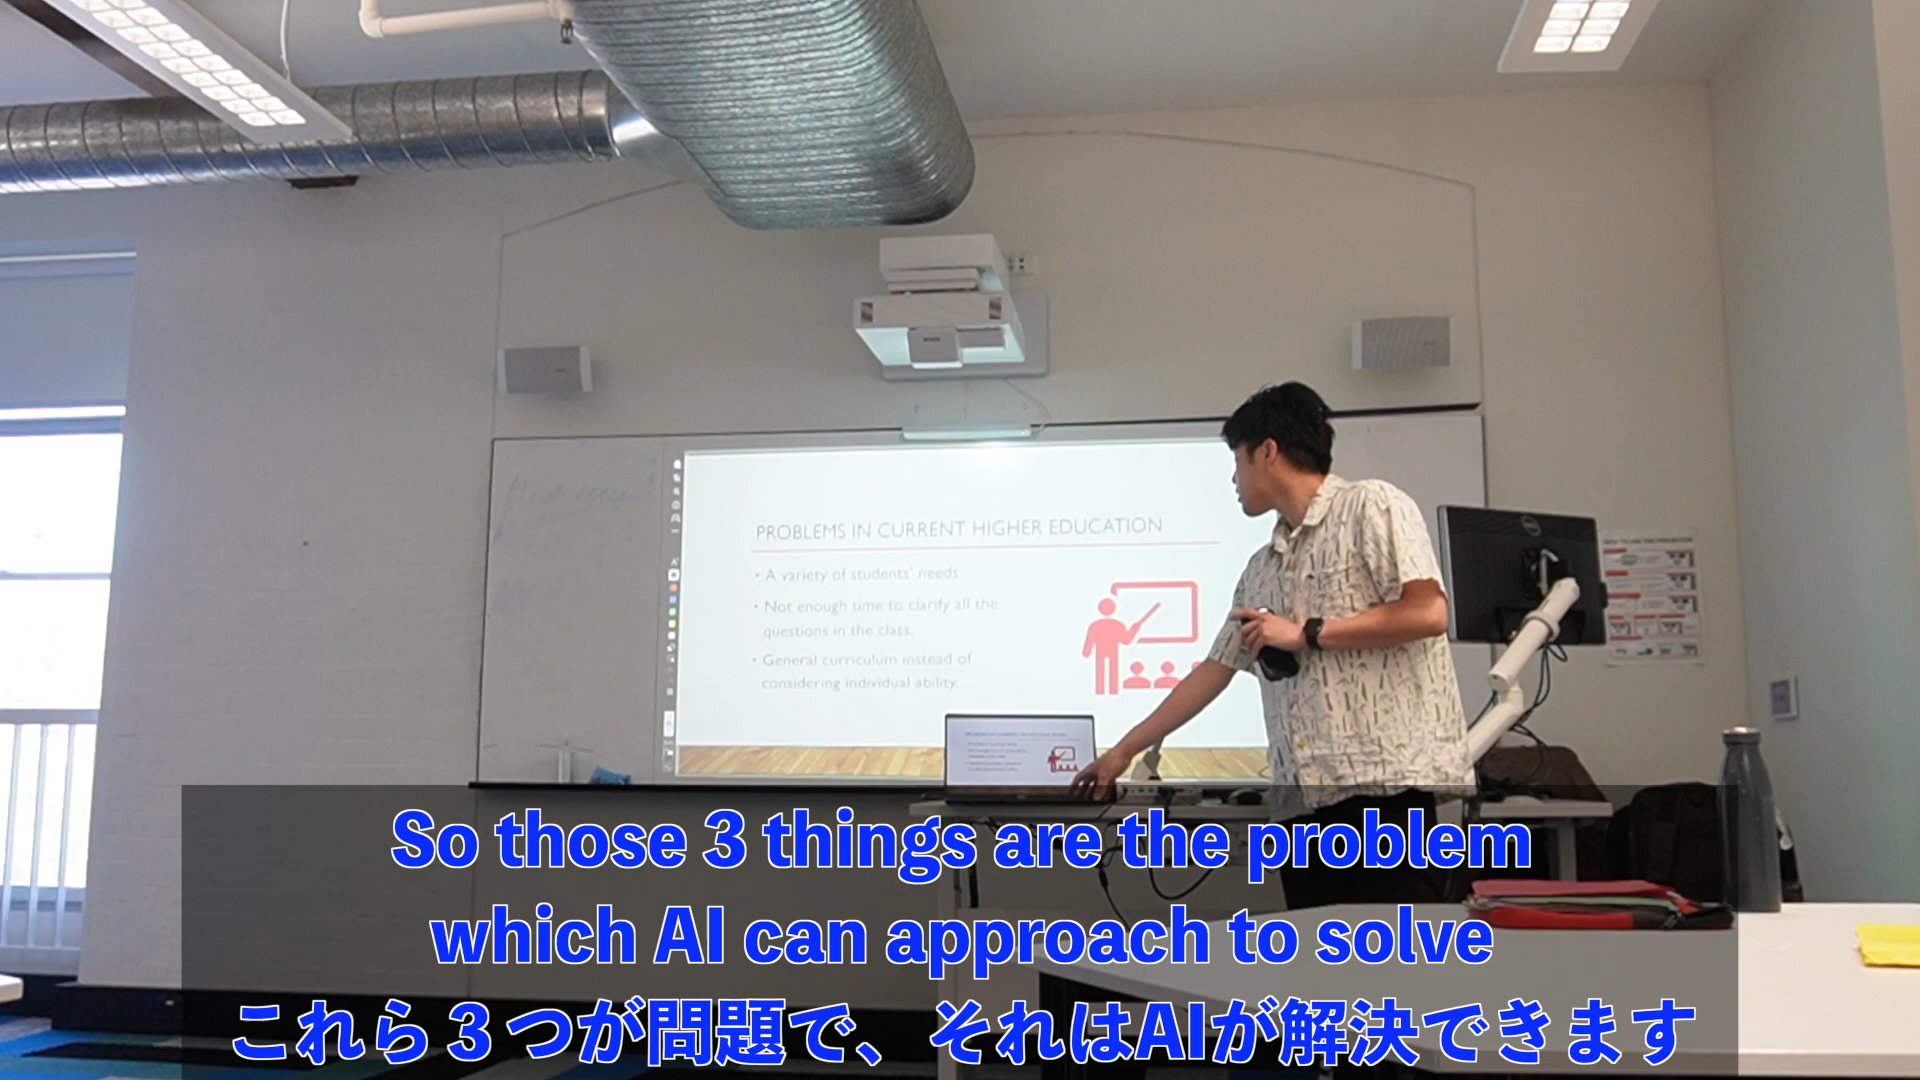 PROBLEMS IN CURRENT HIGHER EDUCATION
• A variety of students' needs
• Not enough time to clarify all the
questions in the class.
• General curriculum instead of
considering individual ability.
So those 3 things are the problem
which AI can approach to solve
これら３つが問題で、それはAIが解決できます